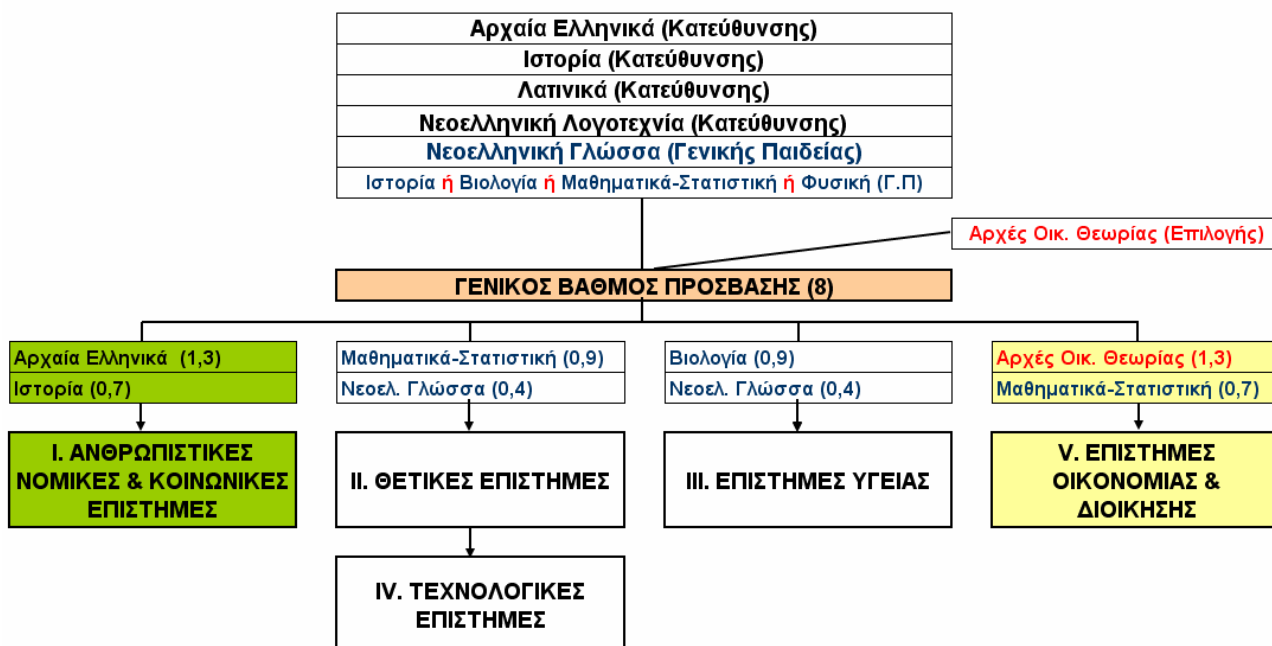 Αρχαία Ελληνικά (Κατεύθυνσης)
Ιστορία (Κατεύθυνσης)
Λατινικά (Κατεύθυνσης)
Νεοελληνική Λογοτεχνία (Κατεύθυνσης)
Νεοελληνική Γλώσσα (Γενικής Παιδείας)
Ιστορία ή Βιολογία ή Μαθηματικά-Στατιστική ή Φυσική (Γ.Π)
Αρχές Οικ. Θεωρίας (Επιλογής)
ΓΕΝΙΚΟΣ ΒΑΘΜΟΣ ΠΡΟΣΒΑΣΗΣ (8)
Αρχαία Ελληνικά (1,3)
Ιστορία (0,7)
Μαθηματικά-Στατιστική (0,9)
Νεοελ. Γλώσσα (0,4)
Βιολογία (0,9)
Νεοελ. Γλώσσα (0,4)
Αρχές Οικ. Θεωρίας (1,3)
Μαθηματικά-Στατιστική (0,7)
Ι. ΑΝΘΡΩΠΙΣΤΙΚΕΣ
ΝΟΜΙΚΕΣ & ΚΟΙΝΩΝΙΚΕΣ
ΕΠΙΣΤΗΜΕΣ
ΙΙ. ΘΕΤΙΚΕΣ ΕΠΙΣΤΗΜΕΣ
ΙΙΙ. ΕΠΙΣΤΗΜΕΣ ΥΓΕΙΑΣ
V. ΕΠΙΣΤΗΜΕΣ
ΟΙΚΟΝΟΜΙΑΣ &
ΔΙΟΙΚΗΣΗΣ
IV. ΤΕΧΝΟΛΟΓΙΚΕΣ
ΕΠΙΣΤΗΜΕΣ